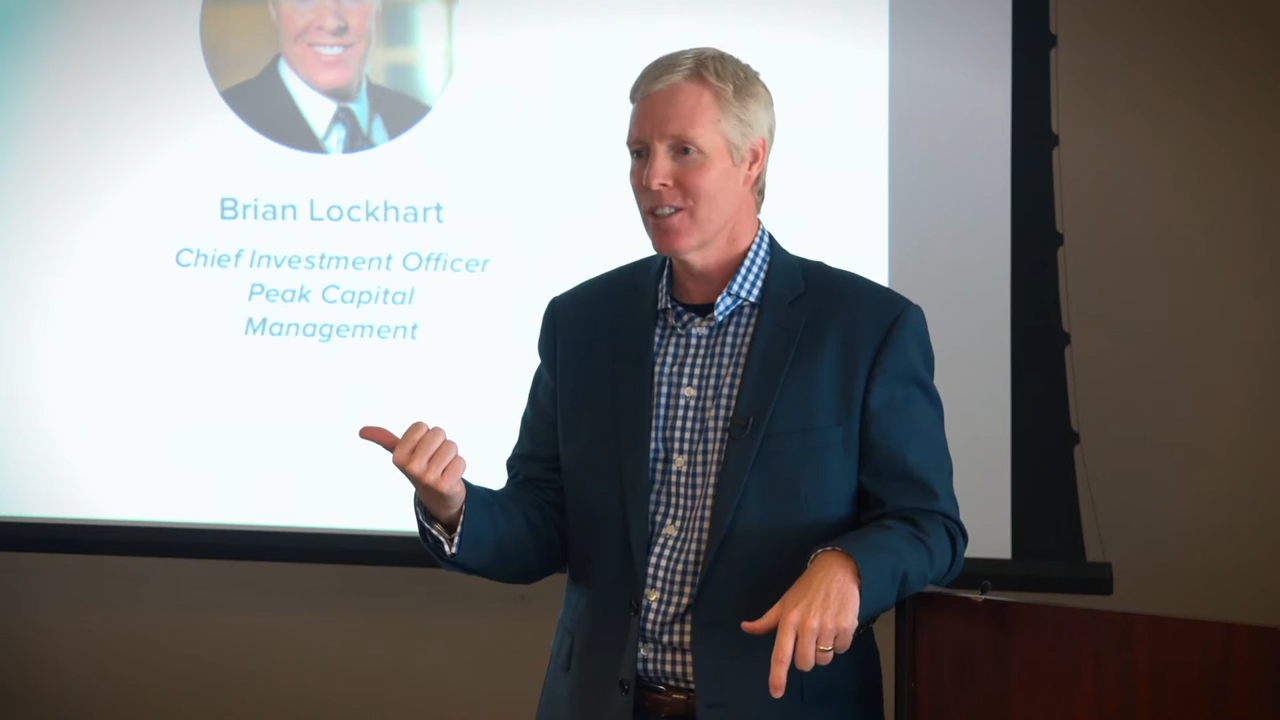 Brian Lockhart
Chief Investment Officer
Peak Capital
Management